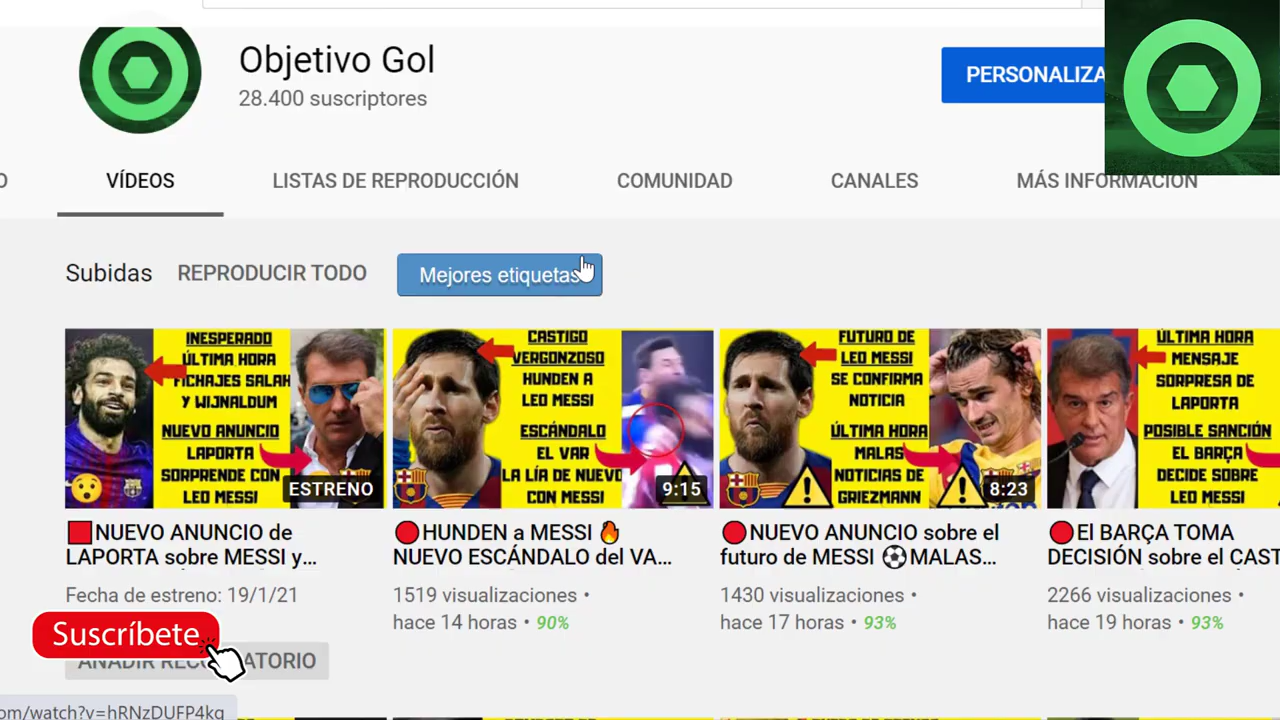 Objetivo Gol
28.400 suscriptores
PERSONALIZA
VÍDEOS
LISTAS DE REPRODUCCIÓN
COMUNIDAD
CANALES
MÁS INFORMACIÓN
Subidas
REPRODUCIR TODO
Mejores etiquetas
INESPERADO
ÚLTIMA HORA
FICHAJES SALAH
Y WIJNALDUM
NUEVO ANUNCIO
LAPORTA
SORPRENDE CON
LEO MESSI
ESTRENO
🟥NUEVO ANUNCIO de
LAPORTA sobre MESSI y...
Fecha de estreno: 19/1/21
CASTIGO
VERGONZOSO
HUNDEN A
LEO MESSI
ESCÁNDALO
EL VAR
LA LÍA DE NUEVO
CON MESSI
9:15
🔴HUNDEN a MESSI 🔥
NUEVO ESCÁNDALO del VA...
1519 visualizaciones •
hace 14 horas • 90%
FUTURO DE
LEO MESSI
SE CONFIRMA
NOTICIA
ÚLTIMA HORA
MALAS
NOTICIAS DE
GRIEZMANN
8:23
🔴NUEVO ANUNCIO sobre el
futuro de MESSI ⚽MALAS...
1430 visualizaciones •
hace 17 horas • 93%
ÚLTIMA HORA
MENSAJE
SORPRESA DE
LAPORTA
POSIBLE SANCIÓN
EL BARÇA
DECIDE SOBRE
LEO MESSI
🔴El BARÇA TOMA
DECISIÓN sobre el CAST
2266 visualizaciones •
hace 19 horas • 93%
Suscríbete
AÑADIR RECORDATORIO
om/watch?v=hRNzDUFP4kg